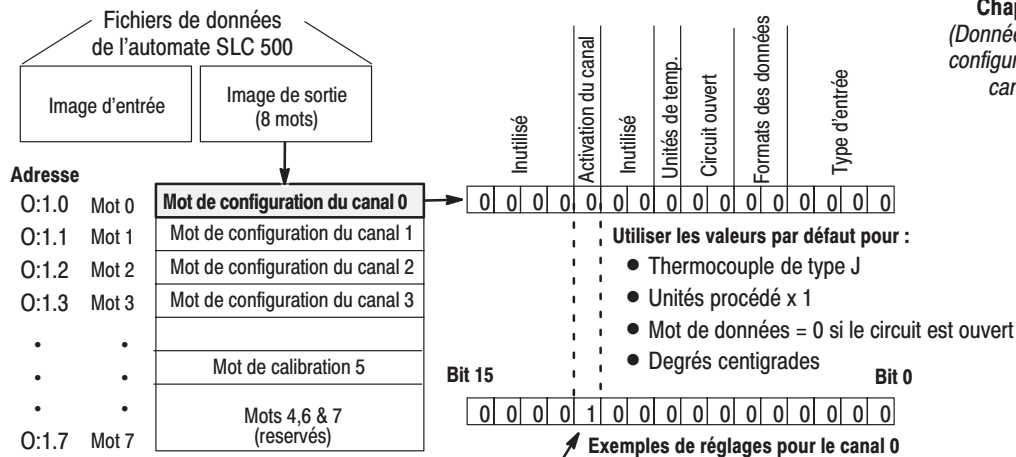 Fichiers de données
de l'automate SLC 500
Image d'entrée
Image de sortie
(8 mots)
Chap
(Donnée
configur
can
Inutilisé
Activation du canal
Inutilisé
Unités de temp.
Circuit ouvert
Formats des données
Type d'entrée
Adresse
O:1.0 Mot 0 Mot de configuration du canal 0
0 0 0 0 0 0 0 0 0 0 0 0 0 0 0 0
O:1.1 Mot 1 Mot de configuration du canal 1
O:1.2 Mot 2 Mot de configuration du canal 2
O:1.3 Mot 3 Mot de configuration du canal 3
Mot de calibration 5
Mots 4,6 & 7
(reservés)
O:1.7 Mot 7
Utiliser les valeurs par défaut pour :
● Thermocouple de type J
● Unités procédé x 1
● Mot de données = 0 si le circuit est ouvert
● Degrés centigrades
Bit 15 Bit 0
0 0 0 0 1 0 0 0 0 0 0 0 0 0 0 0
Exemples de réglages pour le canal 0